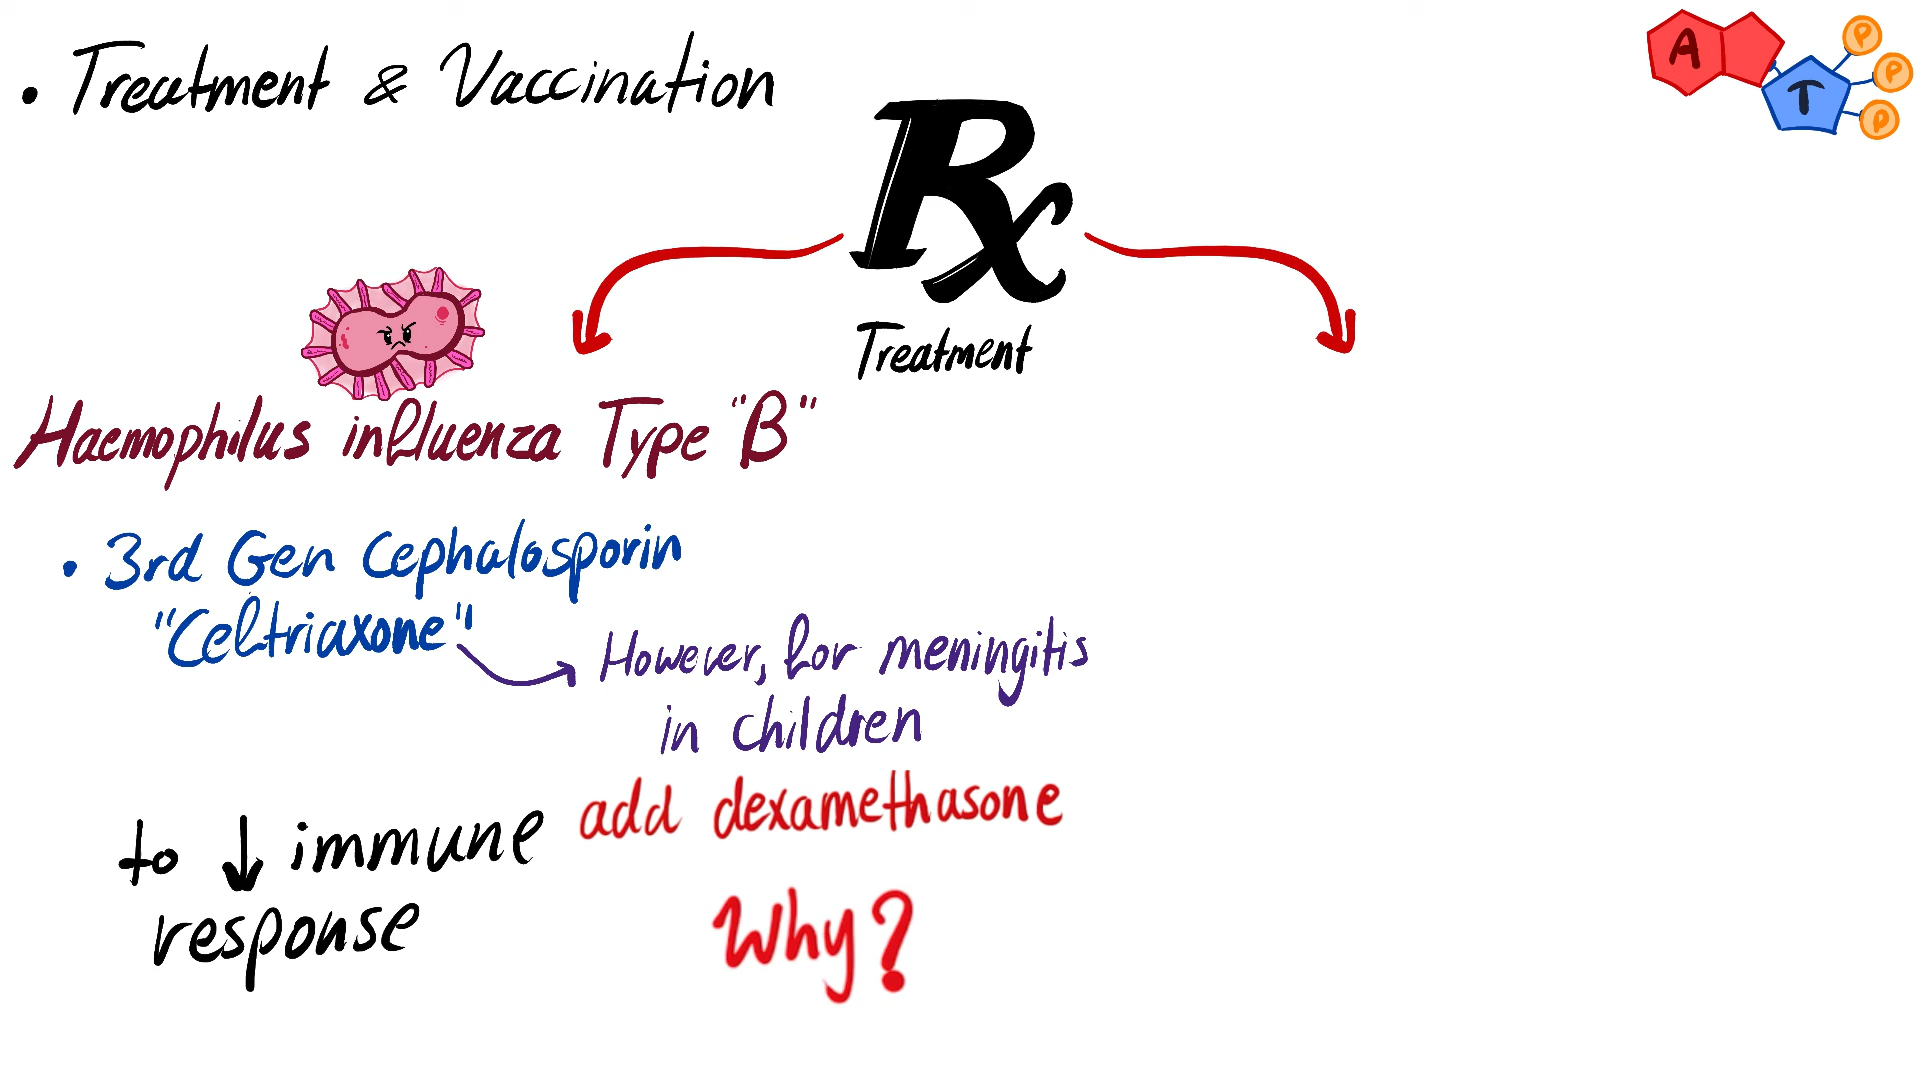 • Treatment & Vaccination
A
T
P
P
P
Rx
Treatment
Haemophilus influenza Type "B"
• 3rd Gen Cephalosporin
"Ceftriaxone"
However, for meningitis
in children
add dexamethasone
to ↓ immune
response
Why?